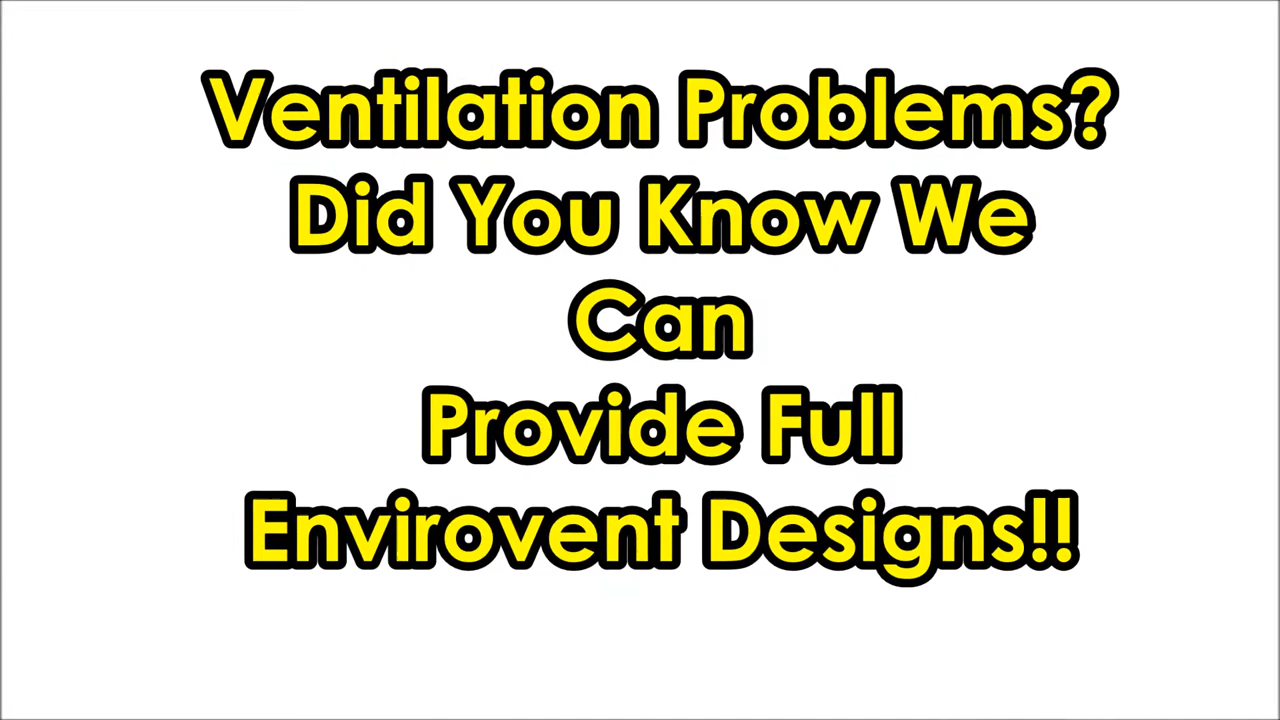 Ventilation Problems?
Did You Know We
Can
Provide Full
Envirovent Designs!!